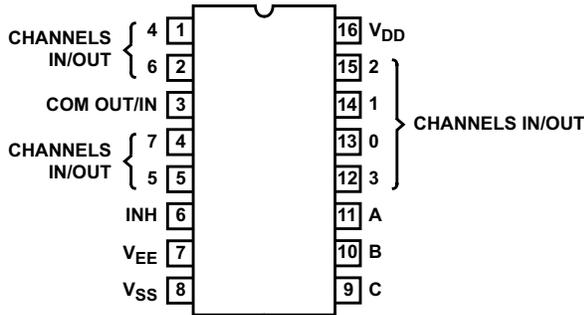 CHANNELS IN/OUT
4 1
6 2
COM OUT/IN 3
CHANNELS IN/OUT
7 4
5 5
INH 6
VEE 7
VSS 8
16 VDD
15 2
14 1
13 0
12 3
CHANNELS IN/OUT
11 A
10 B
9 C